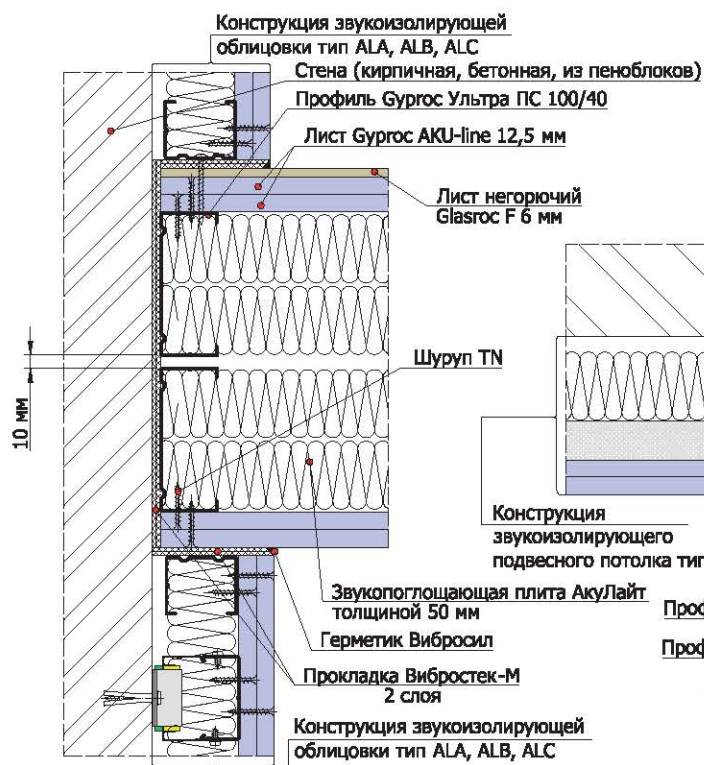 Конструкция звукоизолирующей
облицовки тип ALA, ALB, ALC
Стена (кирпичная, бетонная, из пеноблоков)
Профиль Gyproc Ультра ПС 100/40
Лист Gyproc AKU-line 12,5 мм
Лист негорючий
Glasroc F 6 мм
Шуруп TN
10 мм
Конструкция
звукоизолирующего
подвесного потолка тип
Звукопоглощающая плита АкуЛайт
толщиной 50 мм
Проф
Герметик Вибросил
Проф
Прокладка Вибростек-М
2 слоя
Конструкция звукоизолирующей
облицовки тип ALA, ALB, ALC